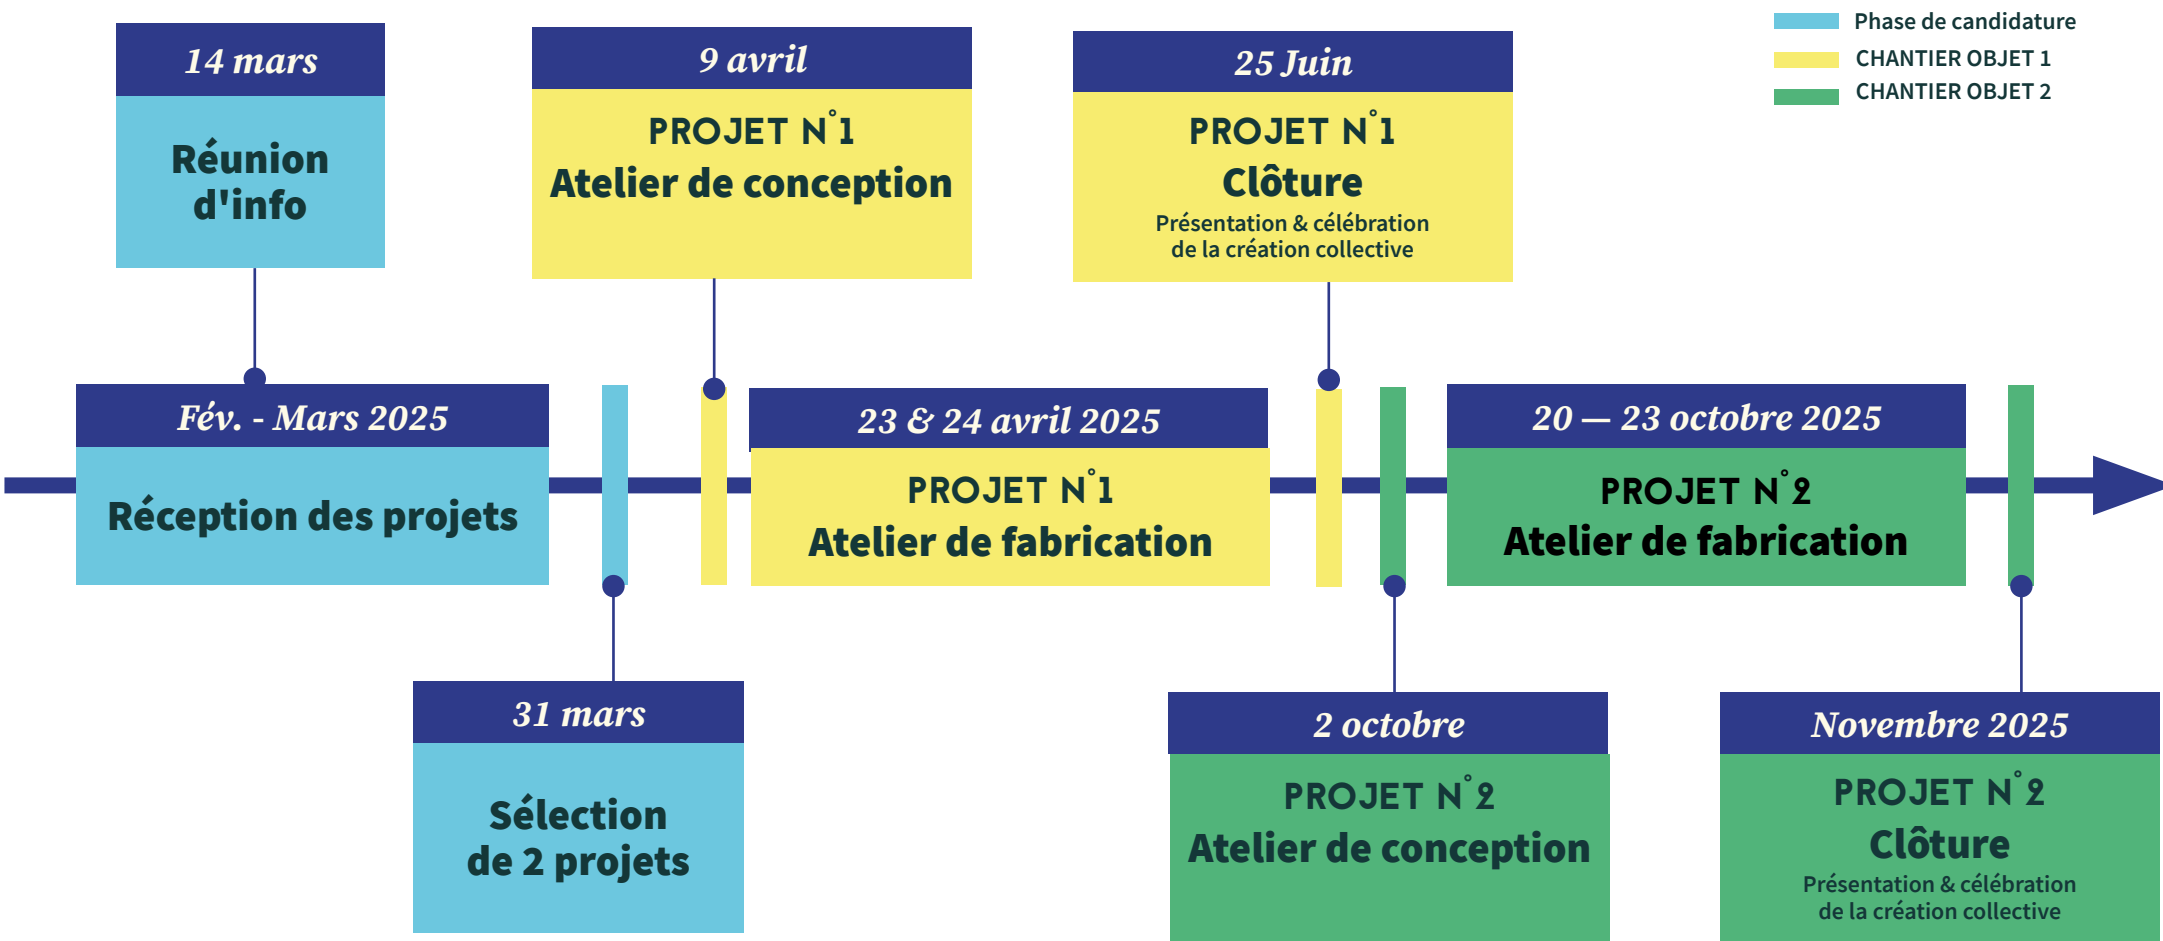 14 mars
Réunion
d'info
9 avril
PROJET N°1
Atelier de conception
25 Juin
PROJET N°1
Clôture
Présentation & célébration
de la création collective
Phase de candidature
CHANTIER OBJET 1
CHANTIER OBJET 2
Fév. - Mars 2025
Réception des projets
23 & 24 avril 2025
PROJET N°1
Atelier de fabrication
20 — 23 octobre 2025
PROJET N°2
Atelier de fabrication
31 mars
Sélection
de 2 projets
2 octobre
PROJET N°2
Atelier de conception
Novembre 2025
PROJET N°2
Clôture
Présentation & célébration
de la création collective